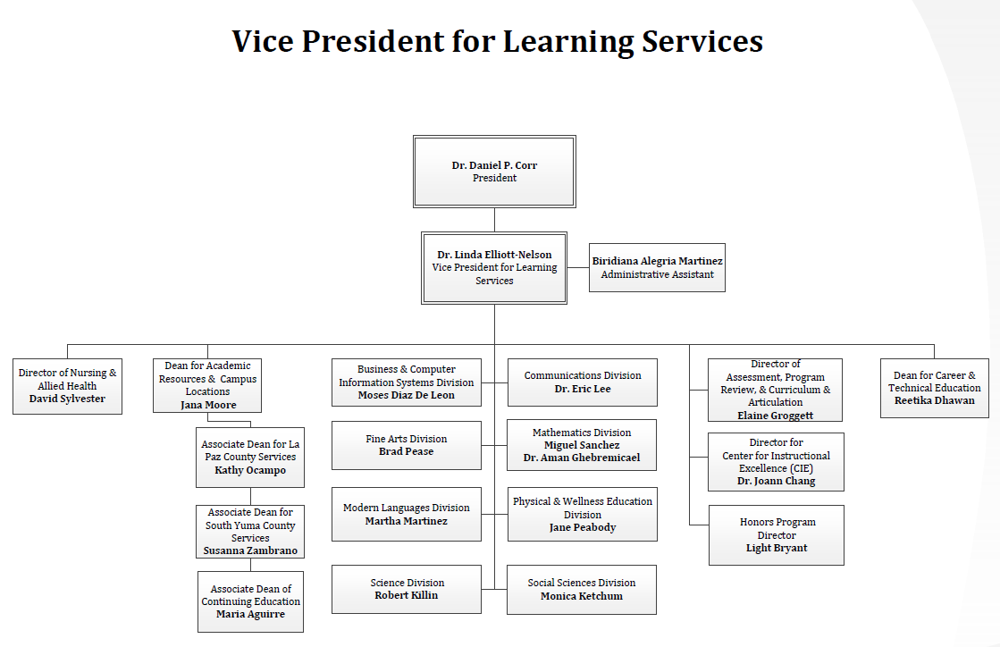 Vice President for Learning Services
Dr. Daniel P. Corr
President
Dr. Linda Elliott-Nelson
Vice President for Learning
Services
Biridiana Alegria Martinez
Administrative Assistant
Director of Nursing &
Allied Health
David Sylvester
Dean for Academic
Resources & Campus
Locations
Jana Moore
Associate Dean for La
Paz County Services
Kathy Ocampo
Associate Dean for
South Yuma County
Services
Susanna Zambrano
Associate Dean of
Continuing Education
Maria Aguirre
Business & Computer
Information Systems Division
Moses Diaz De Leon
Communications Division
Dr. Eric Lee
Fine Arts Division
Brad Pease
Mathematics Division
Miguel Sanchez
Dr. Aman Ghebremicael
Modern Languages Division
Martha Martinez
Physical & Wellness Education
Division
Jane Peabody
Science Division
Robert Killin
Social Sciences Division
Monica Ketchum
Director of
Assessment, Program
Review, & Curriculum &
Articulation
Elaine Groggett
Director for
Center for Instructional
Excellence (CIE)
Dr. Joann Chang
Honors Program
Director
Light Bryant
Dean for Career &
Technical Education
Reetika Dhawan